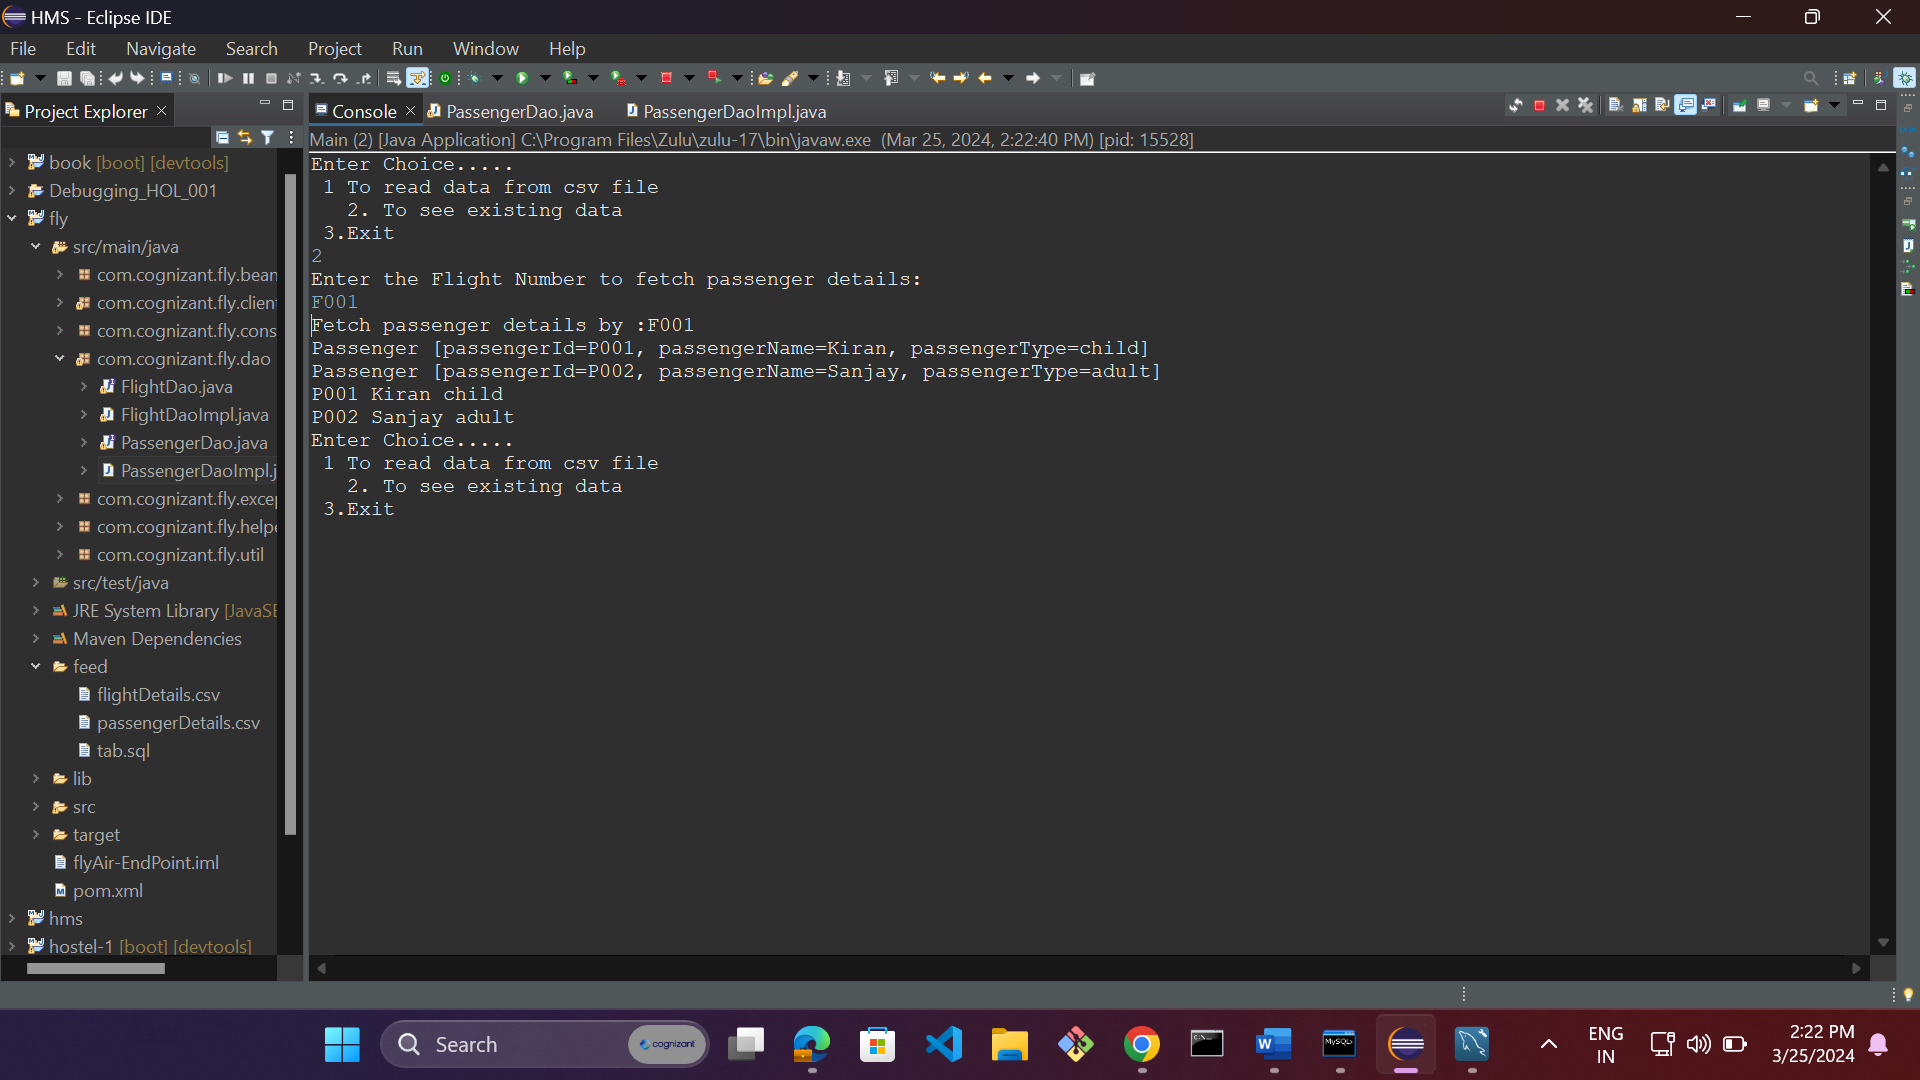 HMS - Eclipse IDE
File Edit Navigate Search Project Run Window Help
Project Explorer
Console PassengerDao.java PassengerDaoImpl.java
Main (2) [Java Application] C:\Program Files\Zulu\zulu-17\bin\javaw.exe (Mar 25, 2024, 2:22:40 PM) [pid: 15528]
book [boot] [devtools]
Debugging_HOL_001
fly
src/main/java
com.cognizant.fly.bean
com.cognizant.fly.clien
com.cognizant.fly.cons
com.cognizant.fly.dao
FlightDao.java
FlightDaoImpl.java
PassengerDao.java
PassengerDaoImpl.j
com.cognizant.fly.exce
com.cognizant.fly.helpe
com.cognizant.fly.util
src/test/java
JRE System Library [JavaSE
Maven Dependencies
feed
flightDetails.csv
passengerDetails.csv
tab.sql
lib
src
target
flyAir-EndPoint.iml
pom.xml
hms
hostel-1 [boot] [devtools]
Enter Choice.....
1 To read data from csv file
2. To see existing data
3.Exit
2
Enter the Flight Number to fetch passenger details:
F001
Fetch passenger details by :F001
Passenger [passengerId=P001, passengerName=Kiran, passengerType=child]
Passenger [passengerId=P002, passengerName=Sanjay, passengerType=adult]
P001 Kiran child
P002 Sanjay adult
Enter Choice.....
1 To read data from csv file
2. To see existing data
3.Exit
Search
cognizant
MySQL
ENG
IN
2:22 PM
3/25/2024